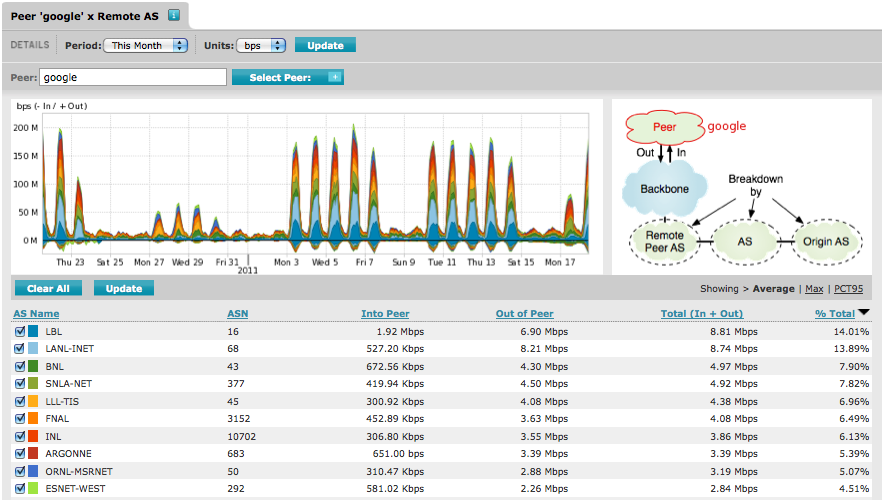 Peer 'google' x Remote AS i
DETAILS Period: This Month Units: bps Update
Peer: google Select Peer: +
bps (- In / + Out)
200 M
150 M
100 M
50 M
0 M
Thu 23 Sat 25 Mon 27 Wed 29 Fri 31 Mon 3 Wed 5 Fri 7 Sun 9 Tue 11 Thu 13 Sat 15 Mon 17
2011
Peer google
Out In
Backbone
Breakdown
by
Remote
Peer AS
AS
Origin AS
Clear All Update Showing > Average | Max | PCT95
AS Name ASN Into Peer Out of Peer Total (In + Out) % Total
LBL 16 1.92 Mbps 6.90 Mbps 8.81 Mbps 14.01%
LANL-INET 68 527.20 Kbps 8.21 Mbps 8.74 Mbps 13.89%
BNL 43 672.56 Kbps 4.30 Mbps 4.97 Mbps 7.90%
SNLA-NET 377 419.94 Kbps 4.50 Mbps 4.92 Mbps 7.82%
LLL-TIS 45 300.92 Kbps 4.08 Mbps 4.38 Mbps 6.96%
FNAL 3152 452.89 Kbps 3.63 Mbps 4.08 Mbps 6.49%
INL 10702 306.80 Kbps 3.55 Mbps 3.86 Mbps 6.13%
ARGONNE 683 651.00 bps 3.39 Mbps 3.39 Mbps 5.39%
ORNL-MSRNET 50 310.47 Kbps 2.88 Mbps 3.19 Mbps 5.07%
ESNET-WEST 292 581.02 Kbps 2.26 Mbps 2.84 Mbps 4.51%